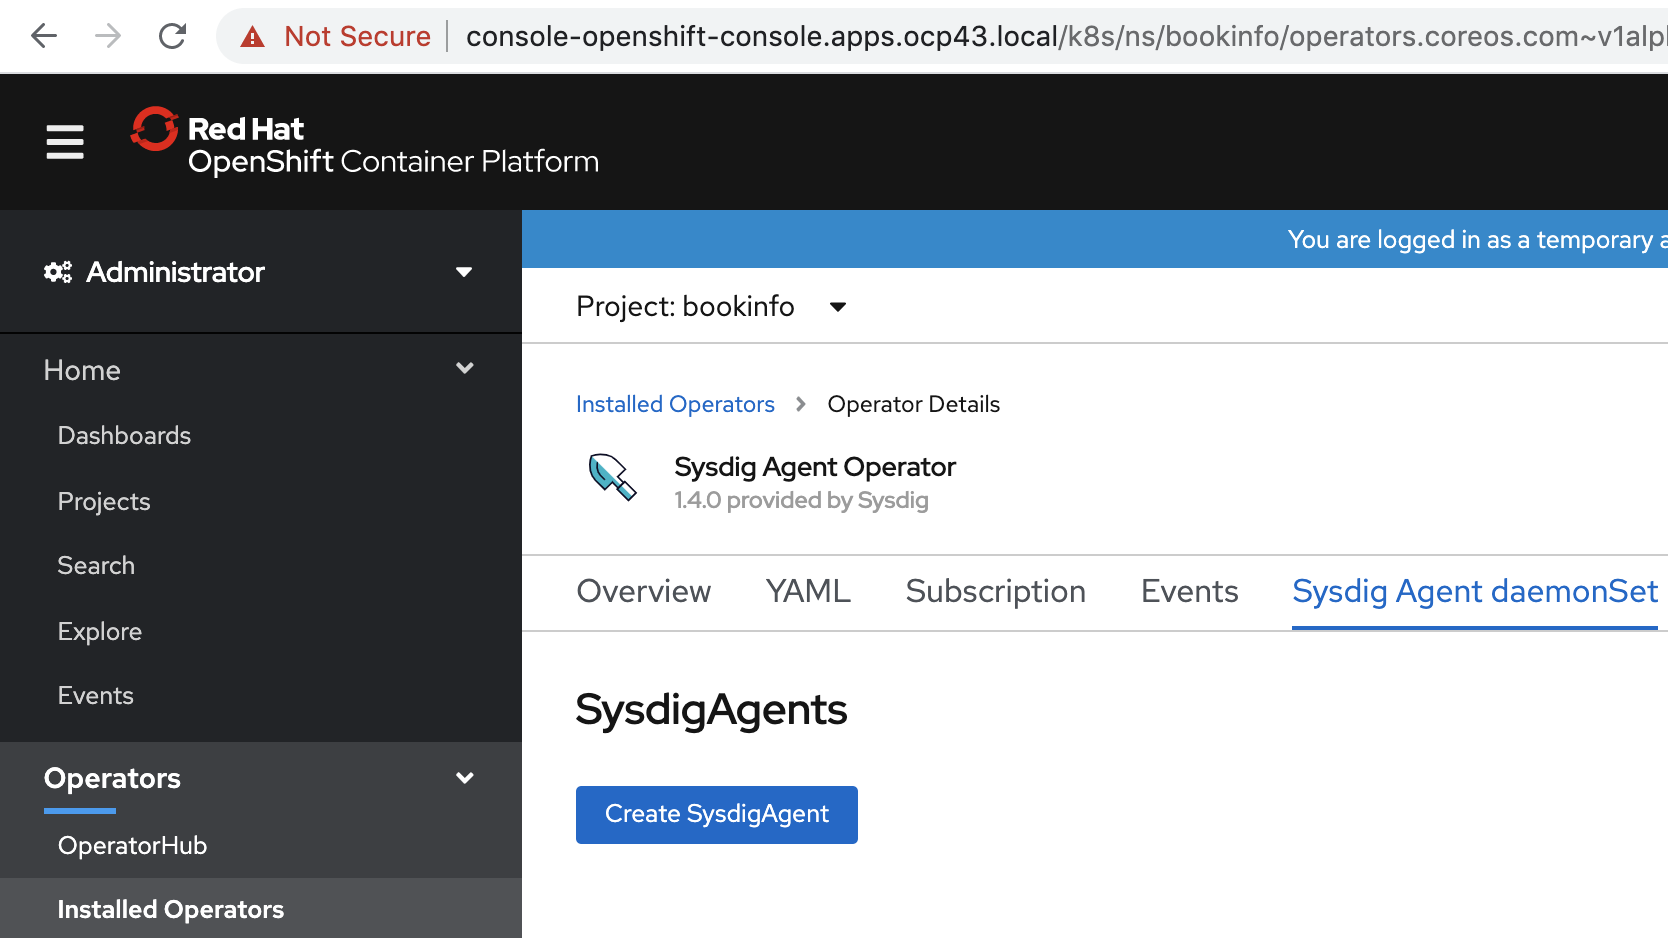 Not Secure | console-openshift-console.apps.ocp43.local/k8s/ns/bookinfo/operators.coreos.com~v1alp
Red Hat
OpenShift Container Platform
You are logged in as a temporary a
Administrator
Project: bookinfo
Home
Dashboards
Projects
Search
Explore
Events
Operators
OperatorHub
Installed Operators
Installed Operators > Operator Details
Sysdig Agent Operator
1.4.0 provided by Sysdig
Overview YAML Subscription Events Sysdig Agent daemonSet
SysdigAgents
Create SysdigAgent